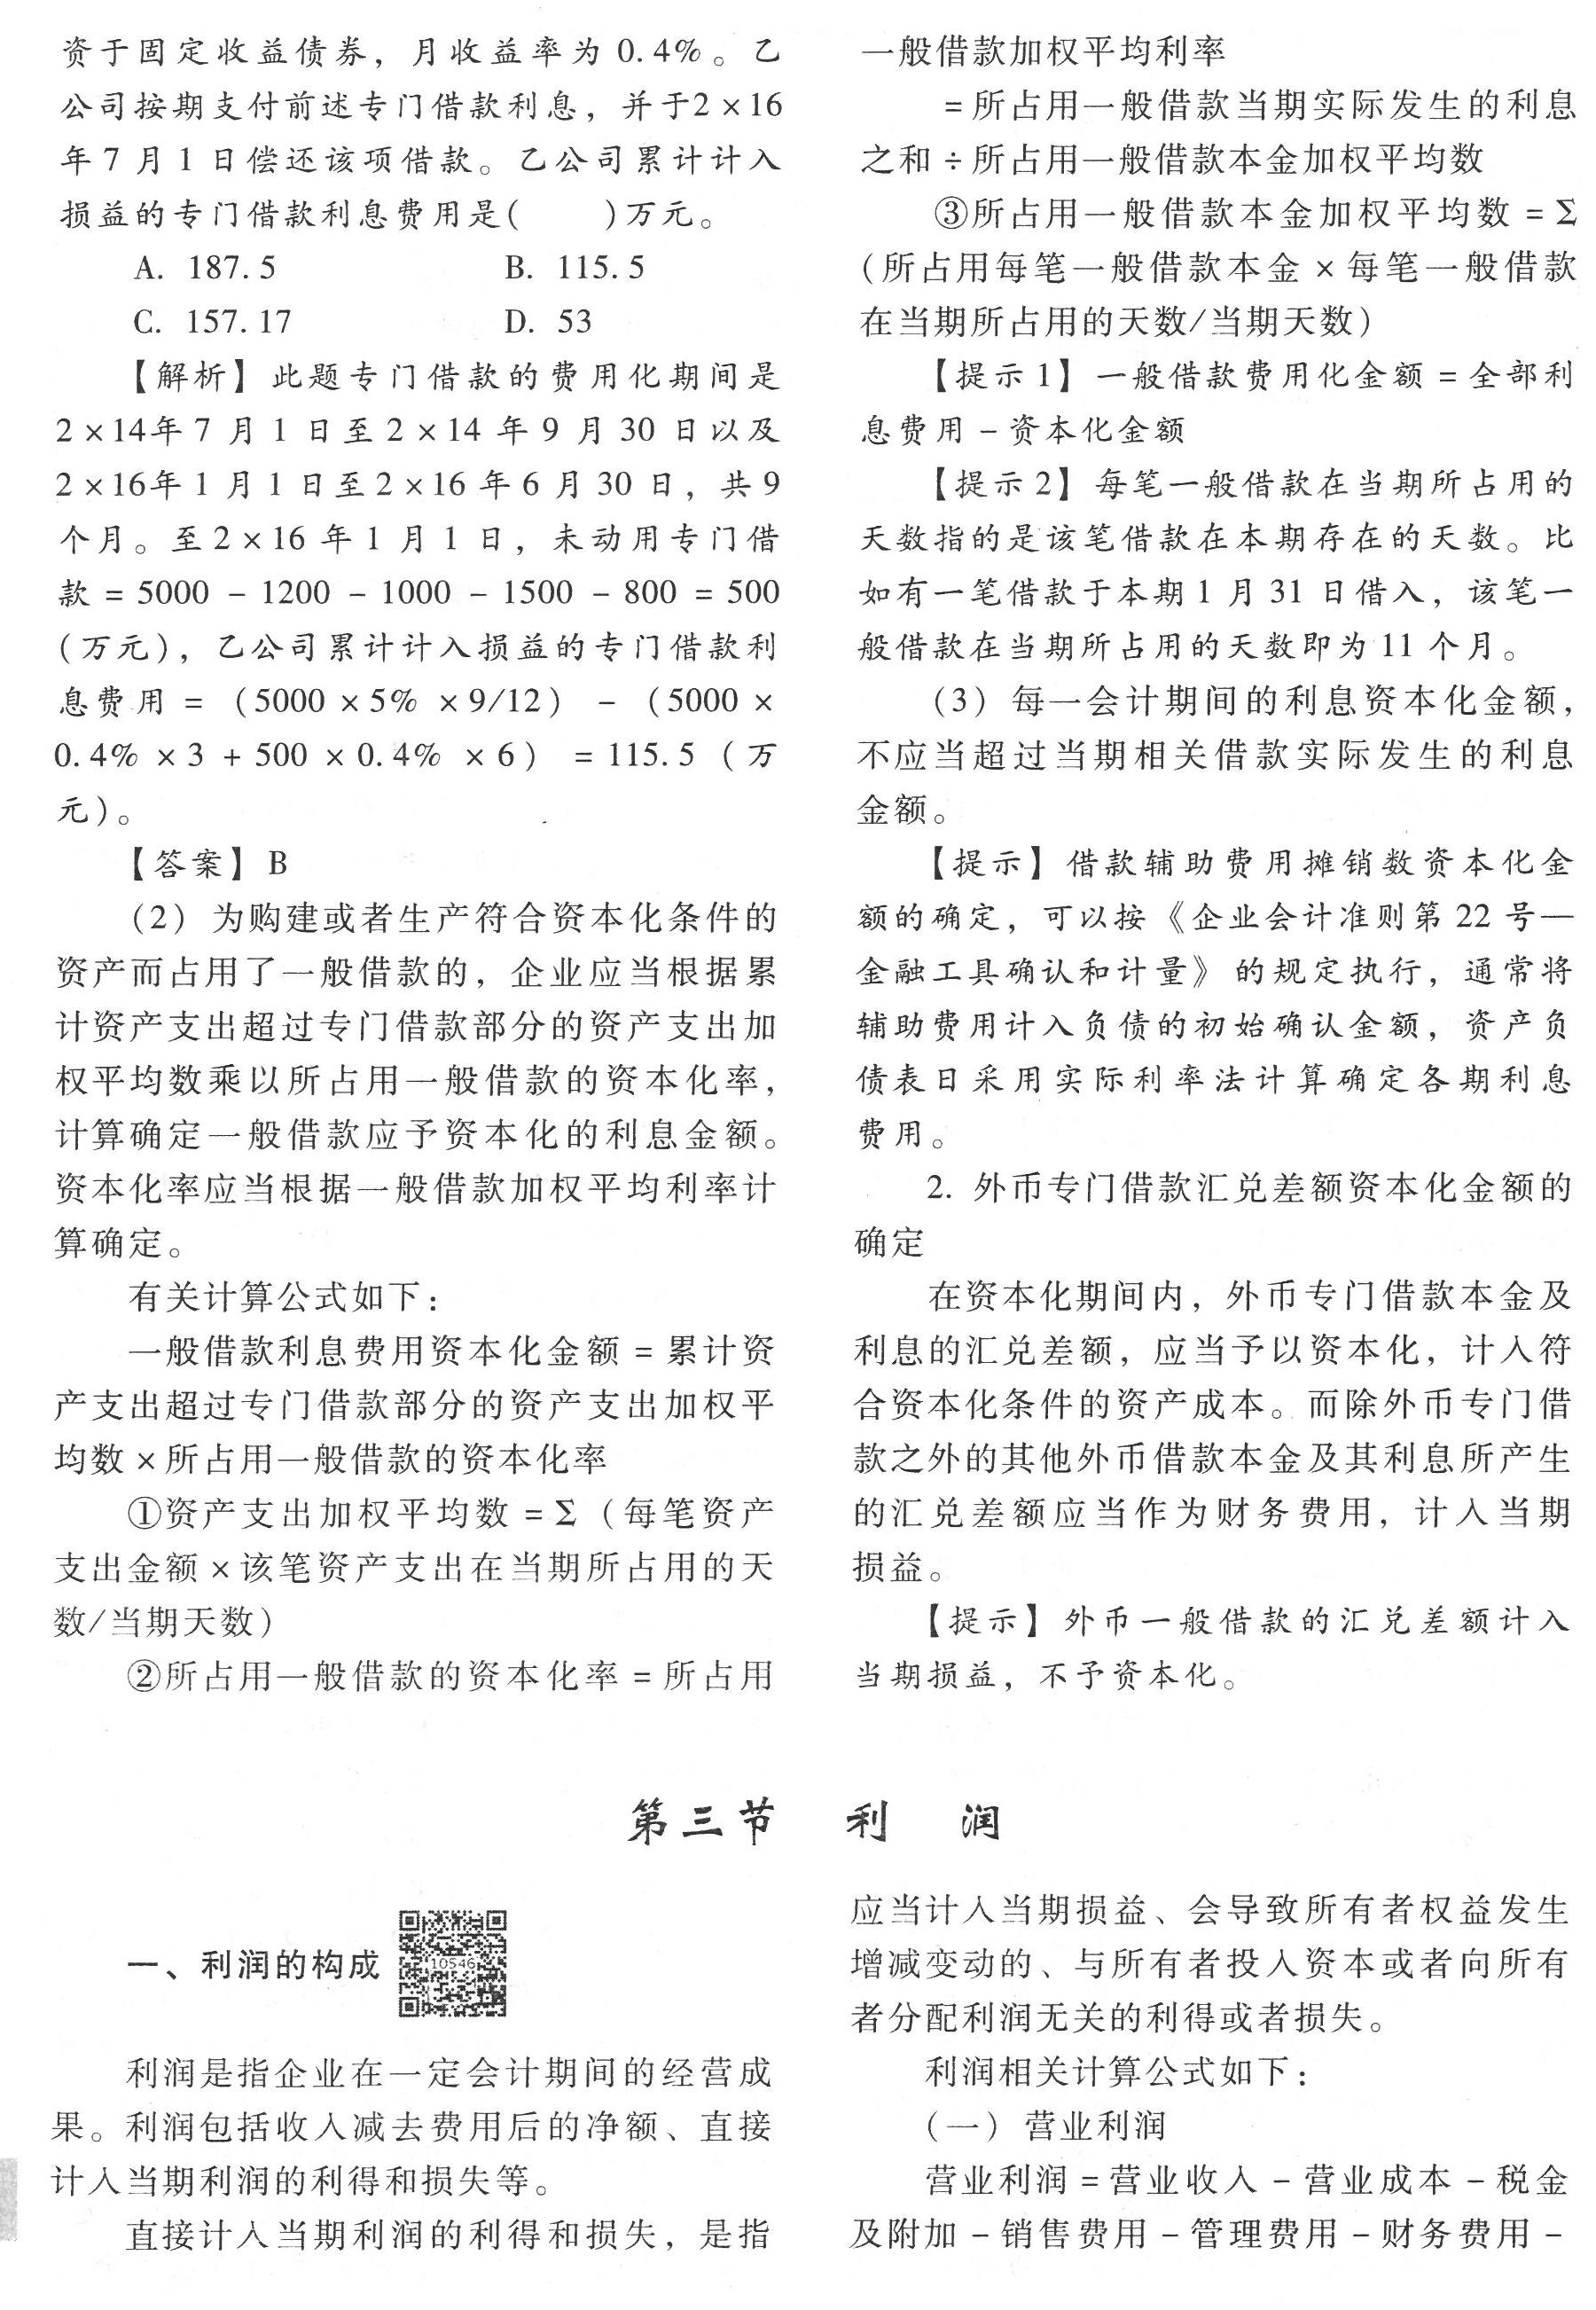 资于固定收益债券，月收益率为 0.4%。乙
公司按期支付前述专门借款利息，并于2×16
年 7 月 1 日偿还该项借款。乙公司累计计入
损益的专门借款利息费用是(　　)万元。
A. 187.5　　B. 115.5
C. 157.17　　D. 53
【解析】此题专门借款的费用化期间是
2×14年 7 月 1 日至 2×14 年 9 月 30 日以及
2×16年 1 月 1 日至 2×16 年 6 月 30 日，共 9
个月。至 2×16 年 1 月 1 日，未动用专门借
款 = 5000 - 1200 - 1000 - 1500 - 800 = 500
(万元)，乙公司累计计入损益的专门借款利
息费用 = （5000 × 5% × 9/12） - （5000 ×
0.4% × 3 + 500 × 0.4% × 6） = 115.5（万
元）。
【答案】B
（2）为购建或者生产符合资本化条件的
资产而占用了一般借款的，企业应当根据累
计资产支出超过专门借款部分的资产支出加
权平均数乘以所占用一般借款的资本化率，
计算确定一般借款应予资本化的利息金额。
资本化率应当根据一般借款加权平均利率计
算确定。
有关计算公式如下：
一般借款利息费用资本化金额 = 累计资
产支出超过专门借款部分的资产支出加权平
均数 × 所占用一般借款的资本化率
①资产支出加权平均数 = Σ（每笔资产
支出金额 × 该笔资产支出在当期所占用的天
数/当期天数）
②所占用一般借款的资本化率 = 所占用
一般借款加权平均利率
= 所占用一般借款当期实际发生的利息
之和 ÷ 所占用一般借款本金加权平均数
③所占用一般借款本金加权平均数 = Σ
(所占用每笔一般借款本金 × 每笔一般借款
在当期所占用的天数/当期天数）
【提示1】一般借款费用化金额 = 全部利
息费用 - 资本化金额
【提示2】每笔一般借款在当期所占用的
天数指的是该笔借款在本期存在的天数。比
如有一笔借款于本期 1 月 31 日借入，该笔一
般借款在当期所占用的天数即为 11 个月。
（3）每一会计期间的利息资本化金额，
不应当超过当期相关借款实际发生的利息
金额。
【提示】借款辅助费用摊销数资本化金
额的确定，可以按《企业会计准则第 22 号—
金融工具确认和计量》的规定执行，通常将
辅助费用计入负债的初始确认金额，资产负
债表日采用实际利率法计算确定各期利息
费用。
2. 外币专门借款汇兑差额资本化金额的
确定
在资本化期间内，外币专门借款本金及
利息的汇兑差额，应当予以资本化，计入符
合资本化条件的资产成本。而除外币专门借
款之外的其他外币借款本金及其利息所产生
的汇兑差额应当作为财务费用，计入当期
损益。
【提示】外币一般借款的汇兑差额计入
当期损益，不予资本化。
第三节　利　润
一、利润的构成
10546
利润是指企业在一定会计期间的经营成
果。利润包括收入减去费用后的净额、直接
计入当期利润的利得和损失等。
直接计入当期利润的利得和损失，是指
应当计入当期损益、会导致所有者权益发生
增减变动的、与所有者投入资本或者向所有
者分配利润无关的利得或者损失。
利润相关计算公式如下：
（一）营业利润
营业利润 = 营业收入 - 营业成本 - 税金
及附加 - 销售费用 - 管理费用 - 财务费用 -